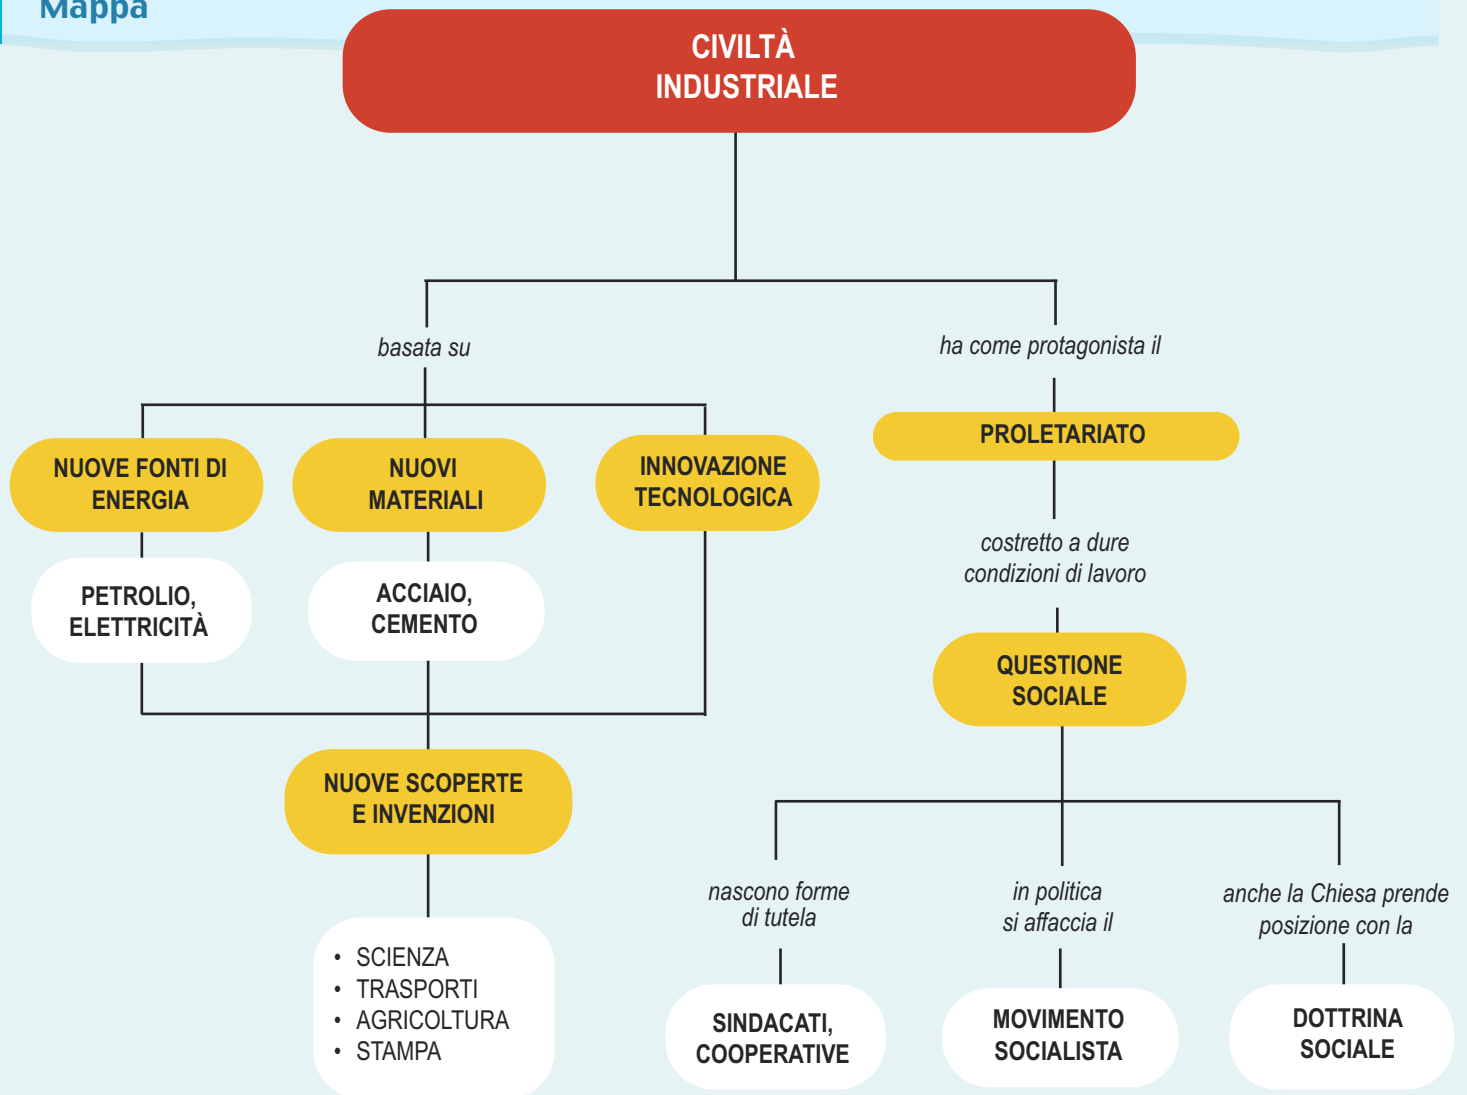 Mappa
CIVILTÀ
INDUSTRIALE
basata su
ha come protagonista il
NUOVE FONTI DI
ENERGIA
NUOVI
MATERIALI
INNOVAZIONE
TECNOLOGICA
PROLETARIATO
PETROLIO,
ELETTRICITÀ
ACCIAIO,
CEMENTO
costretto a dure
condizioni di lavoro
QUESTIONE
SOCIALE
NUOVE SCOPERTE
E INVENZIONI
• SCIENZA
• TRASPORTI
• AGRICOLTURA
• STAMPA
nascono forme
di tutela
in politica
si affaccia il
anche la Chiesa prende
posizione con la
SINDACATI,
COOPERATIVE
MOVIMENTO
SOCIALISTA
DOTTRINA
SOCIALE